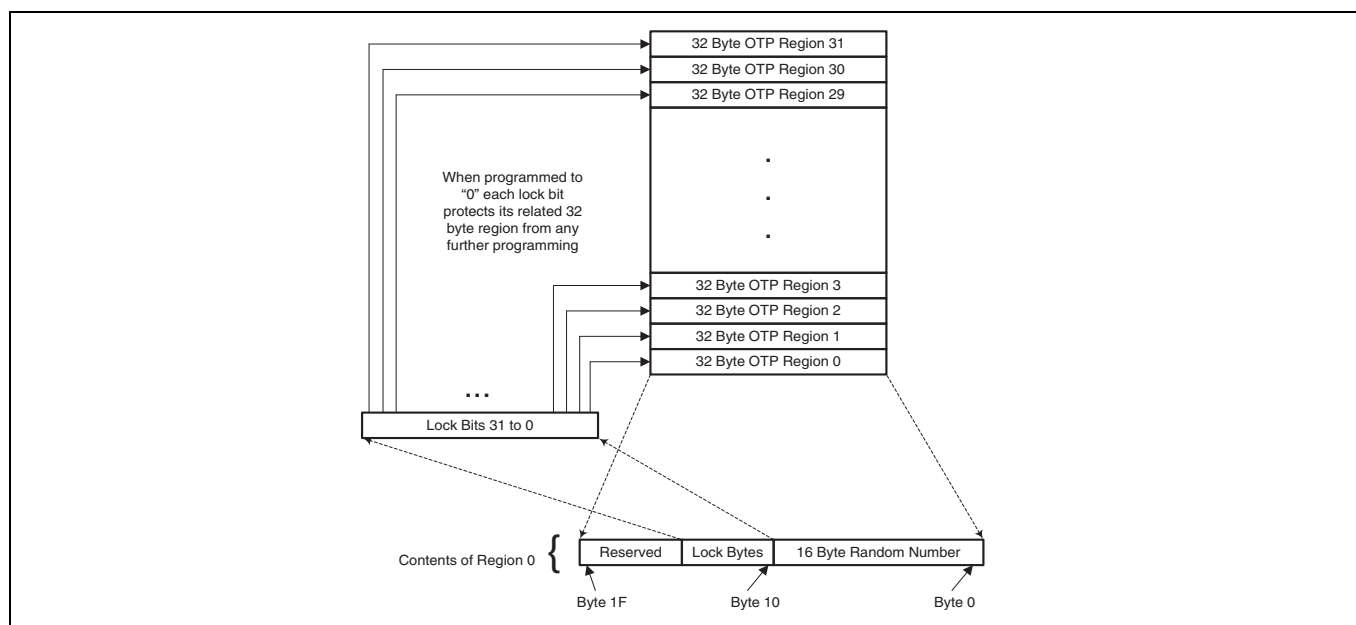 32 Byte OTP Region 31
32 Byte OTP Region 30
32 Byte OTP Region 29
.
.
.
When programmed to
“0” each lock bit
protects its related 32
byte region from any
further programming
32 Byte OTP Region 3
32 Byte OTP Region 2
32 Byte OTP Region 1
32 Byte OTP Region 0
...
Lock Bits 31 to 0
Contents of Region 0 {
Reserved
Lock Bytes
16 Byte Random Number
Byte 1F
Byte 10
Byte 0